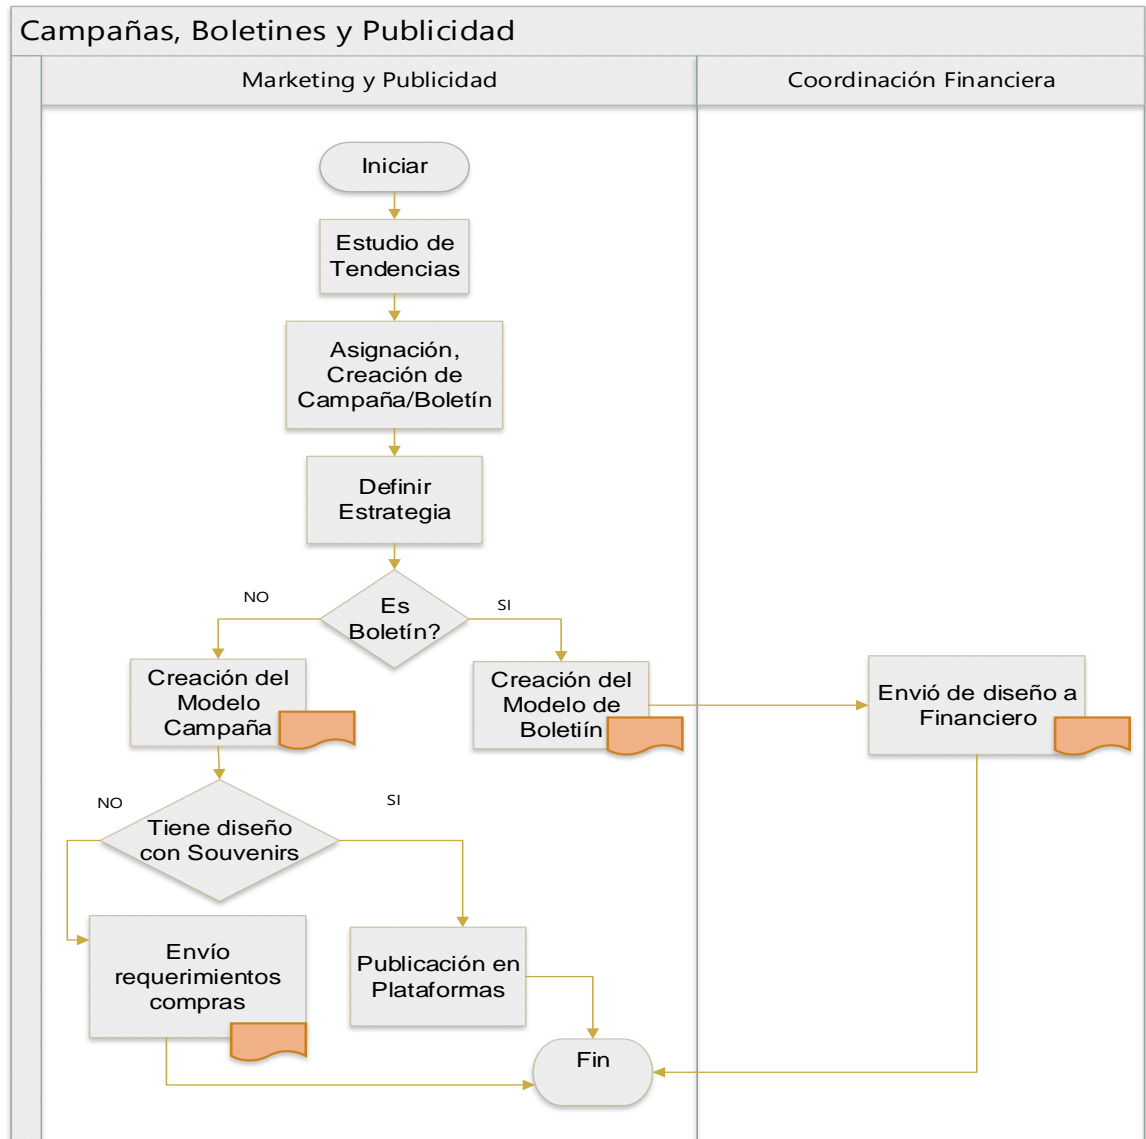 Campañas, Boletines y Publicidad
Marketing y Publicidad
Coordinación Financiera
Iniciar
Estudio de
Tendencias
Asignación,
Creación de
Campaña/Boletín
Definir
Estrategia
Es
Boletín?
NO
SI
Creación del
Modelo
Campaña
Creación del
Modelo de
Boletiín
Envió de diseño a
Financiero
Tiene diseño
con Souvenirs
NO
SI
Envío
requerimientos
compras
Publicación en
Plataformas
Fin